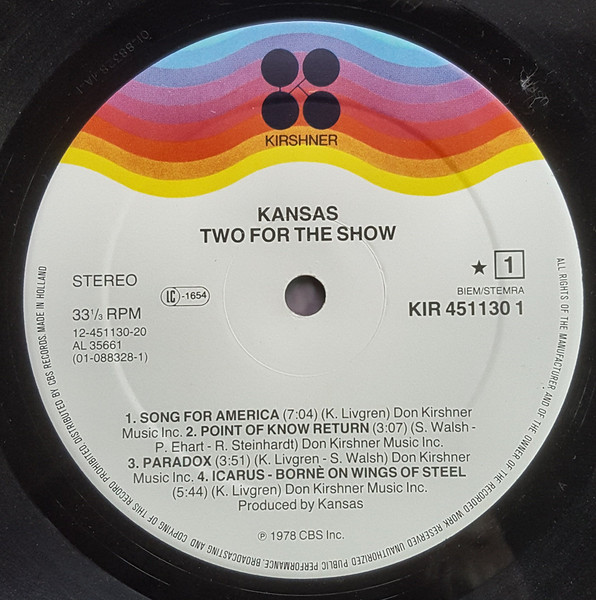 KIRSHNER
KANSAS
TWO FOR THE SHOW
STEREO
LC -1654
★ 1
BIEM/STEMRA
33 1/3 RPM
KIR 451130 1
12-451130-20
AL 35661
(01-088328-1)
1. SONG FOR AMERICA (7:04) (K. Livgren) Don Kirshner
Music Inc. 2. POINT OF KNOW RETURN (3:07) (S. Walsh -
P. Ehart - R. Steinhardt) Don Kirshner Music Inc.
3. PARADOX (3:51) (K. Livgren - S. Walsh) Don Kirshner
Music Inc. 4. ICARUS - BORNÈ ON WINGS OF STEEL
(5:44) (K. Livgren) Don Kirshner Music Inc.
Produced by Kansas
℗ 1978 CBS Inc.
ALL RIGHTS OF THE MANUFACTURER AND OF THE OWNER OF THE RECORDED WORK RESERVED UNAUTHORIZED PUBLIC PERFORMANCE, BROADCASTING AND COPYING OF THIS RECORD PROHIBITED. DISTRIBUTED BY CBS RECORDS MADE IN HOLLAND